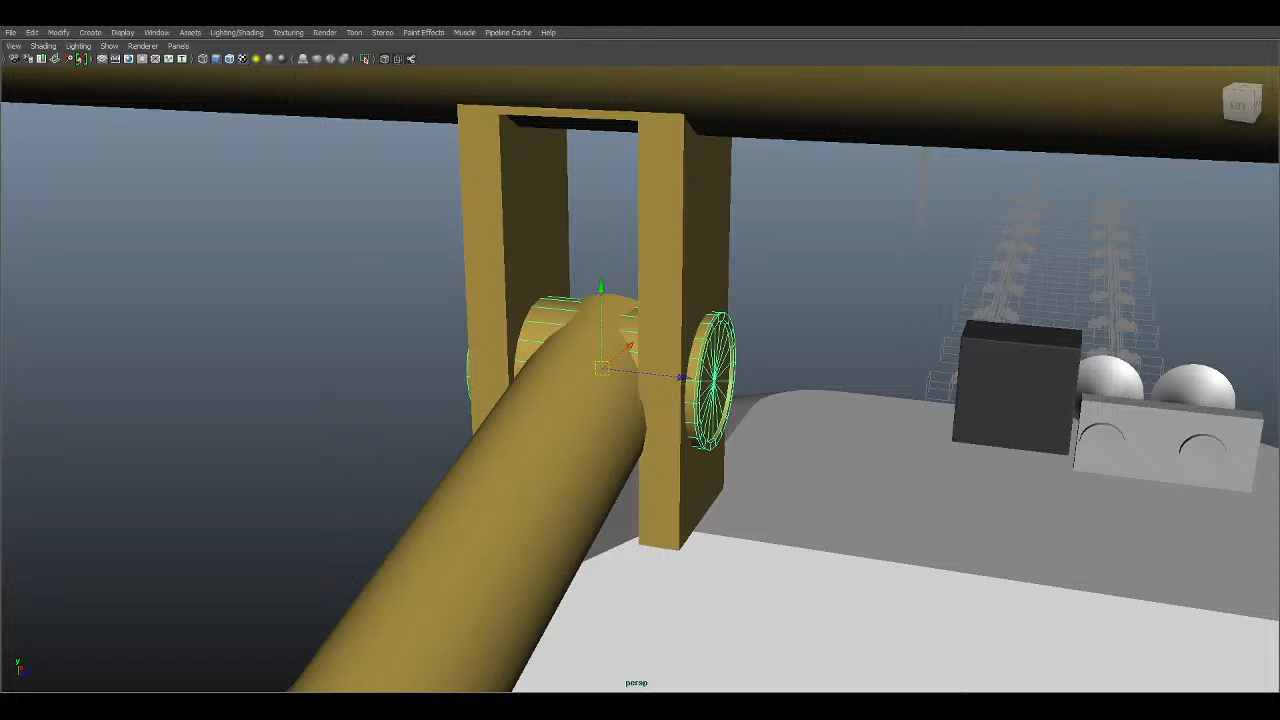 File Edit Modify Create Display Window Assets Lighting/Shading Texturing Render Toon Stereo Paint Effects Muscle Pipeline Cache Help
View Shading Lighting Show Renderer Panels
LEFT
y
persp